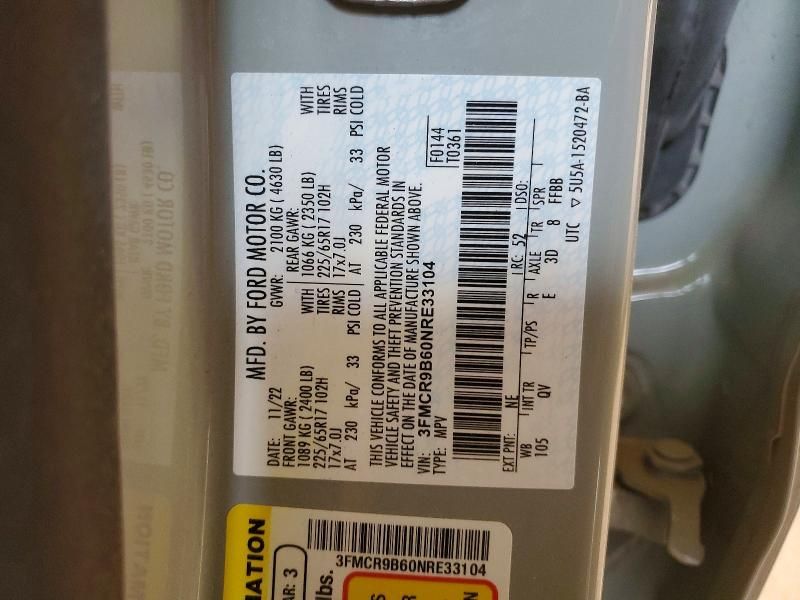 MFD. BY FORD MOTOR CO.
DATE: 11/22 GVWR: 2100 KG ( 4630 LB)
FRONT GAWR: REAR GAWR:
1089 KG ( 2400 LB) WITH 1066 KG ( 2350 LB) WITH
225/65R17 102H TIRES 225/65R17 102H TIRES
17x7.0J RIMS 17x7.0J RIMS
AT 230 kPa/ 33 PSI COLD AT 230 kPa/ 33 PSI COLD
THIS VEHICLE CONFORMS TO ALL APPLICABLE FEDERAL MOTOR
VEHICLE SAFETY AND THEFT PREVENTION STANDARDS IN
EFFECT ON THE DATE OF MANUFACTURE SHOWN ABOVE.
VIN: 3FMCR9B60NRE33104 F0144
TYPE: MPV T0361
EXT PNT: NE RC: 52 DSO:
WB INT TR TP/PS R AXLE TR SPR
105 QV E 3D 8 FFBB
UTC ▽ 5U5A-1520472-BA
3FMCR9B60NRE33104
AR: 3
lbs.